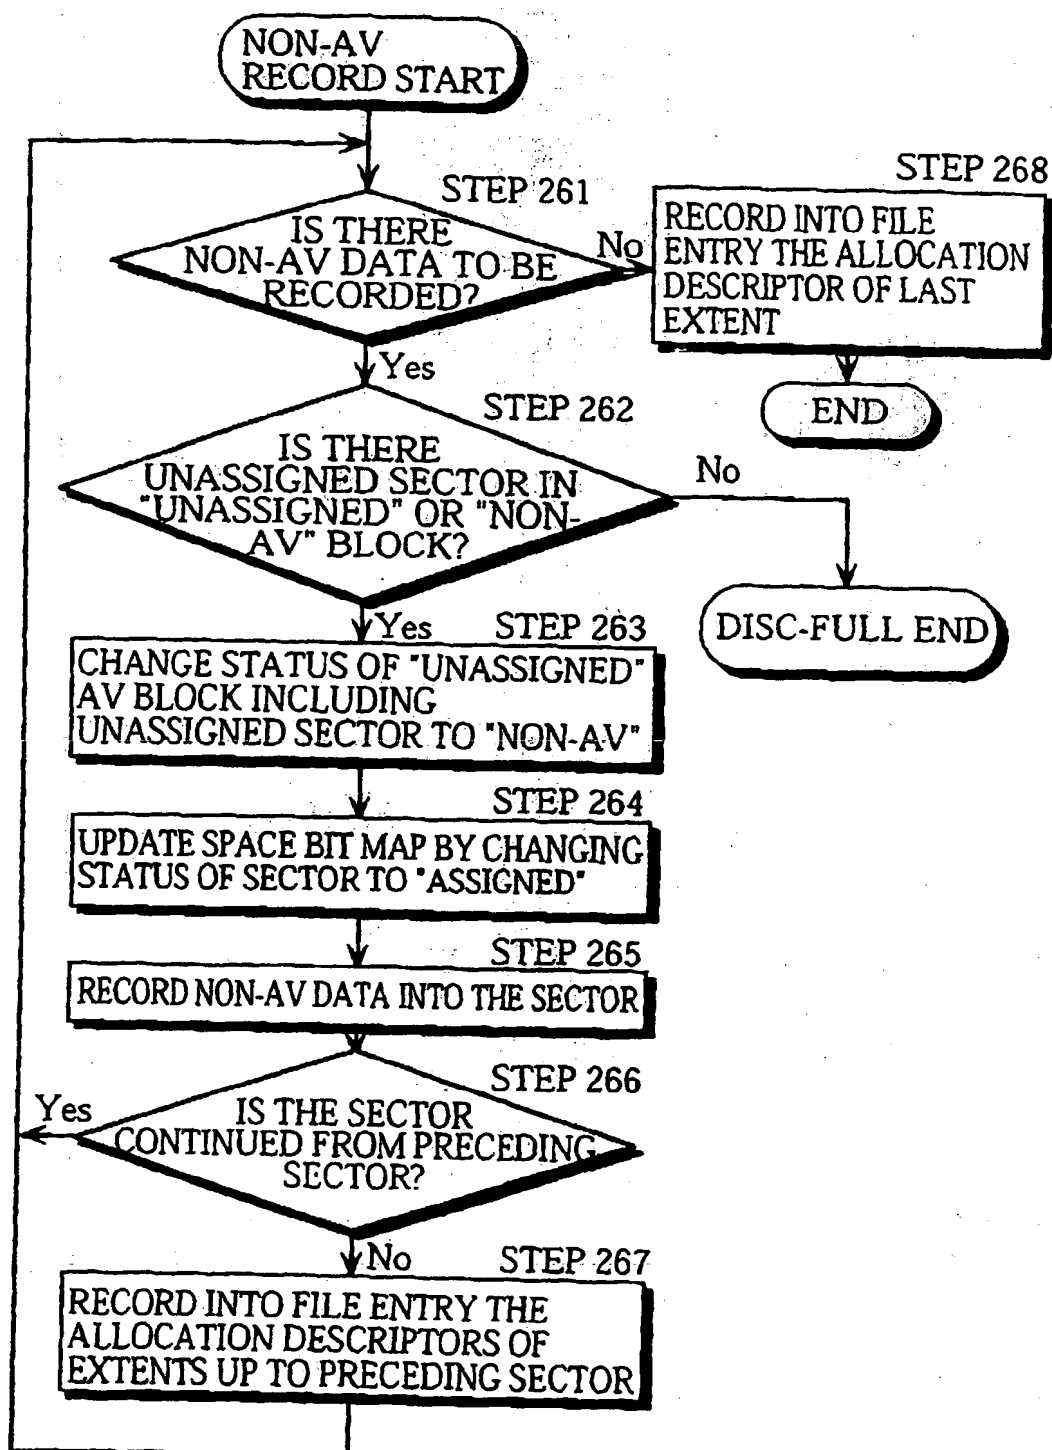 NON-AV
RECORD START
STEP 261
IS THERE
NON-AV DATA TO BE
RECORDED?
No
STEP 268
RECORD INTO FILE
ENTRY THE ALLOCATION
DESCRIPTOR OF LAST
EXTENT
END
Yes
STEP 262
IS THERE
UNASSIGNED SECTOR IN
"UNASSIGNED" OR "NON-
AV" BLOCK?
No
DISC-FULL END
Yes
STEP 263
CHANGE STATUS OF "UNASSIGNED"
AV BLOCK INCLUDING
UNASSIGNED SECTOR TO "NON-AV"
STEP 264
UPDATE SPACE BIT MAP BY CHANGING
STATUS OF SECTOR TO "ASSIGNED"
STEP 265
RECORD NON-AV DATA INTO THE SECTOR
STEP 266
Yes
IS THE SECTOR
CONTINUED FROM PRECEDING
SECTOR?
No
STEP 267
RECORD INTO FILE ENTRY THE
ALLOCATION DESCRIPTORS OF
EXTENTS UP TO PRECEDING SECTOR